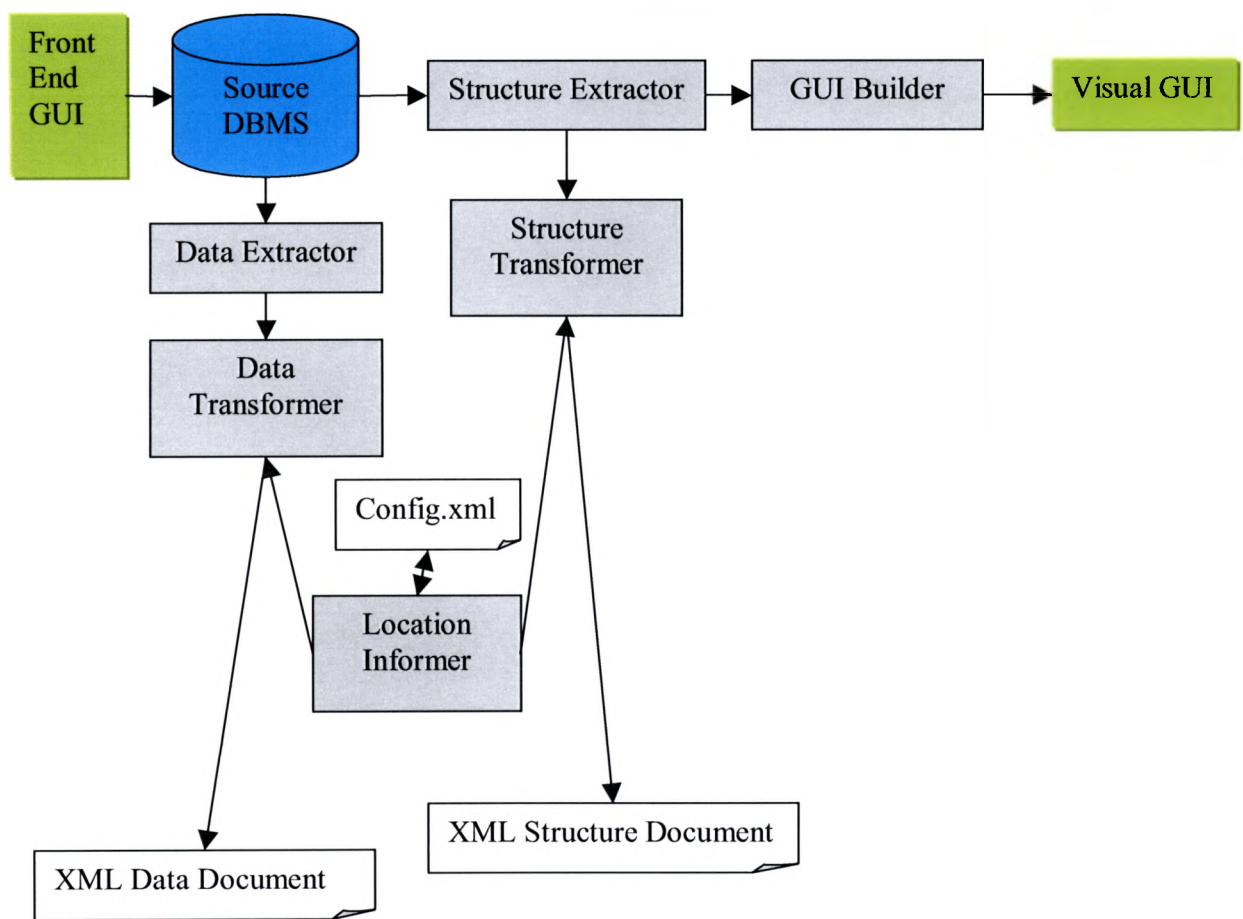 Front
End
GUI
Source
DBMS
Structure Extractor
GUI Builder
Visual GUI
Data Extractor
Structure
Transformer
Data
Transformer
Config.xml
Location
Informer
XML Structure Document
XML Data Document